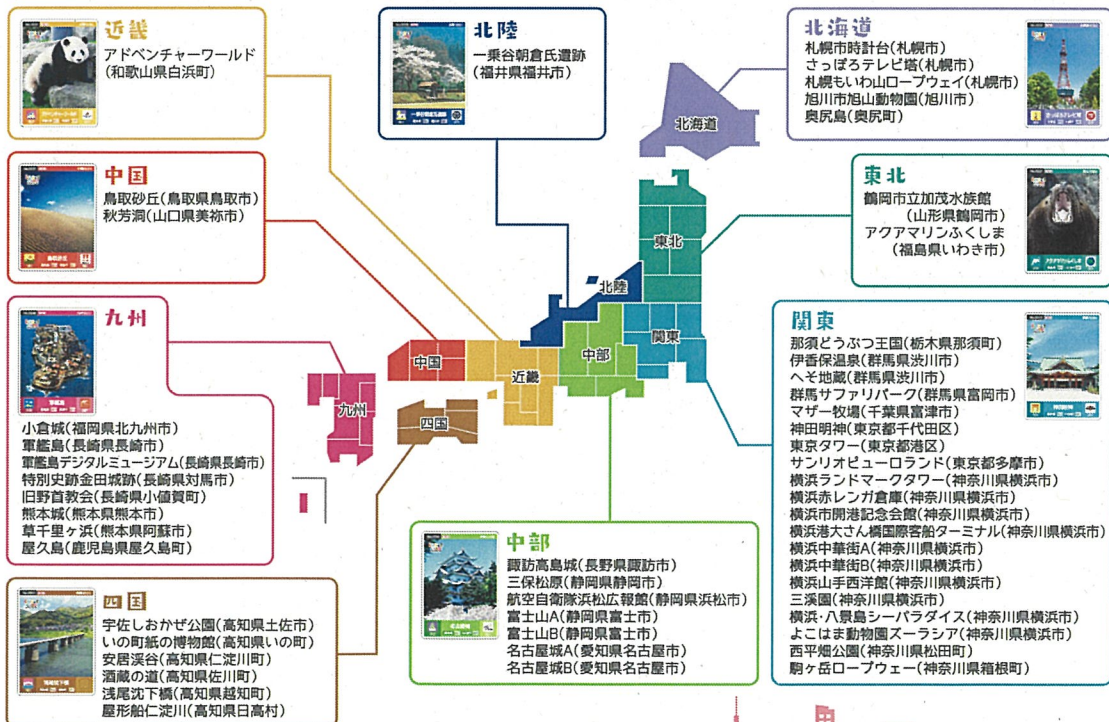 近畿
アドベンチャーワールド
(和歌山県白浜町)
北陸
一乗谷朝倉氏遺跡
(福井県福井市)
北海道
札幌市時計台(札幌市)
さっぽろテレビ塔(札幌市)
札幌もいわ山ロープウェイ(札幌市)
旭川市旭山動物園(旭川市)
奥尻島(奥尻町)
中国
鳥取砂丘(鳥取県鳥取市)
秋芳洞(山口県美祢市)
東北
鶴岡市立加茂水族館
(山形県鶴岡市)
アクアマリンふくしま
(福島県いわき市)
九州
小倉城(福岡県北九州市)
軍艦島(長崎県長崎市)
軍艦島デジタルミュージアム(長崎県長崎市)
特別史跡金田城跡(長崎県対馬市)
旧野首教会(長崎県小値賀町)
熊本城(熊本県熊本市)
草千里ヶ浜(熊本県阿蘇市)
屋久島(鹿児島県屋久島町)
関東
那須どうぶつ王国(栃木県那須町)
伊香保温泉(群馬県渋川市)
へそ地蔵(群馬県渋川市)
群馬サファリパーク(群馬県富岡市)
マザー牧場(千葉県富津市)
神田明神(東京都千代田区)
東京タワー(東京都港区)
サンリオピューロランド(東京都多摩市)
横浜ランドマークタワー(神奈川県横浜市)
横浜赤レンガ倉庫(神奈川県横浜市)
横浜市開港記念会館(神奈川県横浜市)
横浜港大さん橋国際客船ターミナル(神奈川県横浜市)
横浜中華街A(神奈川県横浜市)
横浜中華街B(神奈川県横浜市)
横浜山手西洋館(神奈川県横浜市)
三溪園(神奈川県横浜市)
横浜・八景島シーパラダイス(神奈川県横浜市)
よこはま動物園ズーラシア(神奈川県横浜市)
西平畑公園(神奈川県松田町)
駒ヶ岳ロープウェー(神奈川県箱根町)
四国
宇佐しおかぜ公園(高知県土佐市)
いの町紙の博物館(高知県いの町)
安居渓谷(高知県仁淀川町)
酒蔵の道(高知県佐川町)
浅尾沈下橋(高知県越知町)
屋形船仁淀川(高知県日高村)
中部
諏訪高島城(長野県諏訪市)
三保松原(静岡県静岡市)
航空自衛隊浜松広報館(静岡県浜松市)
富士山A(静岡県富士市)
富士山B(静岡県富士市)
名古屋城A(愛知県名古屋市)
名古屋城B(愛知県名古屋市)
北海道
東北
北陸
関東
中部
近畿
中国
四国
九州